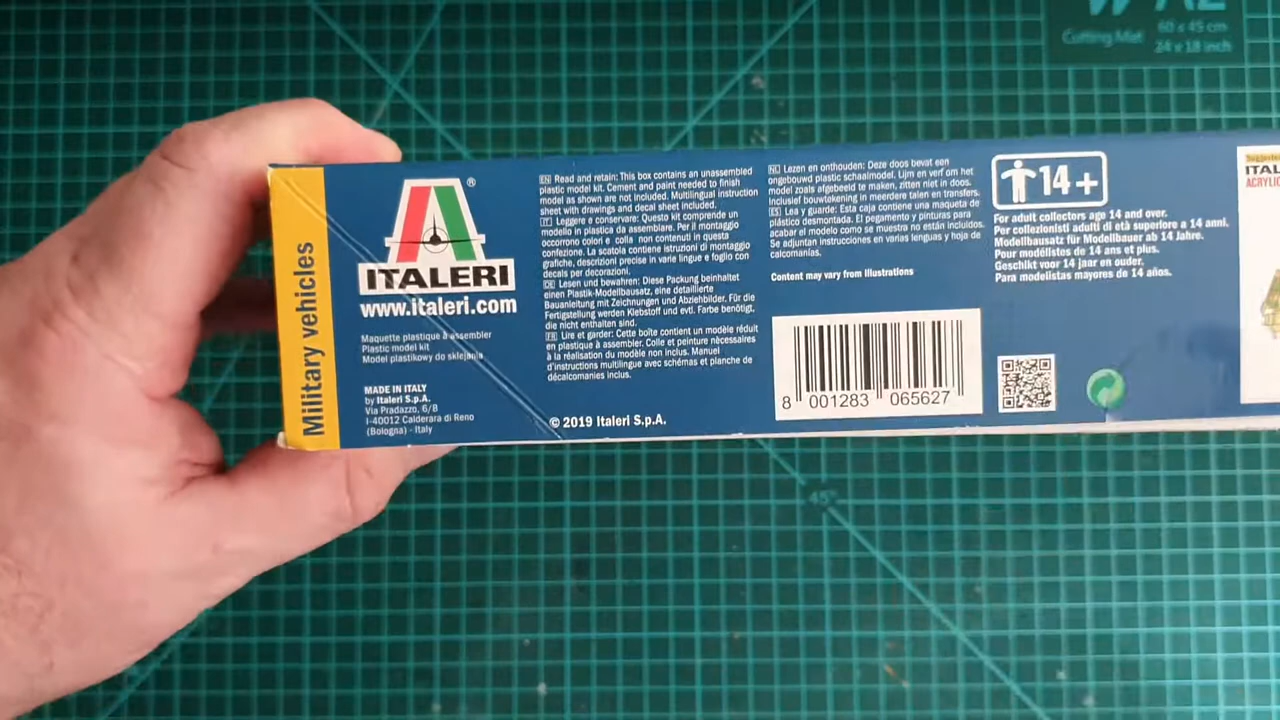 60 x 45 cm
Cutting Mat
24 x 18 inch
Military vehicles
®
ITALERI
www.italeri.com
Maquette plastique à assembler
Plastic model kit
Model plastikowy do sklejania
MADE IN ITALY
by Italeri S.p.A.
Via Pradazzo, 6/B
I-40012 Calderara di Reno
(Bologna) - Italy
EN Read and retain: This box contains an unassembled
plastic model kit. Cement and paint needed to finish
model as shown are not included. Multilingual instruction
sheet with drawings and decal sheet included.
IT Leggere e conservare: Questo kit comprende un
modello in plastica da assemblare. Per il montaggio
occorrono colori e colla non contenuti in questa
confezione. La scatola contiene istruzioni di montaggio
grafiche, descrizioni precise in varie lingue e foglio con
decals per decorazioni.
DE Lesen und bewahren: Diese Packung beinhaltet
einen Plastik-Modellbausatz, eine detaillierte
Bauanleitung mit Zeichnungen und Abziehbilder. Für die
Fertigstellung werden Klebstoff und evtl. Farbe benötigt,
die nicht enthalten sind.
FR Lire et garder: Cette boîte contient un modèle réduit
en plastique à assembler. Colle et peinture nécessaires
à la réalisation du modèle non inclus. Manuel
d'instructions multilingue avec schémas et planche de
décalcomanies inclus.
© 2019 Italeri S.p.A.
NL Lezen en onthouden: Deze doos bevat een
ongebouwd plastic schaalmodel. Lijm en verf om het
model zoals afgebeeld te maken, zitten niet in doos.
Inclusief bouwtekening in meerdere talen en transfers.
ES Lea y guarde: Esta caja contiene una maqueta de
plástico desmontada. El pegamento y pinturas para
acabar el modelo como se muestra no están incluidos.
Se adjuntan instrucciones en varias lenguas y hoja de
calcomanias.
Content may vary from illustrations
8 001283 065627
14+
For adult collectors age 14 and over.
Per collezionisti adulti di età superiore a 14 anni.
Modellbausatz für Modellbauer ab 14 Jahre.
Pour modélistes de 14 ans et plus.
Geschikt voor 14 jaar en ouder.
Para modelistas mayores de 14 años.
ITAL
ACRYLIC
45°